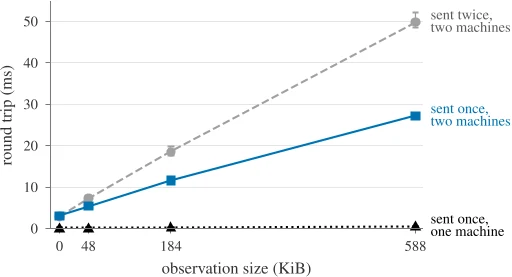 50
40
30
20
10
0
round trip (ms)
sent twice,
two machines
sent once,
two machines
sent once,
one machine
0 48 184 588
observation size (KiB)